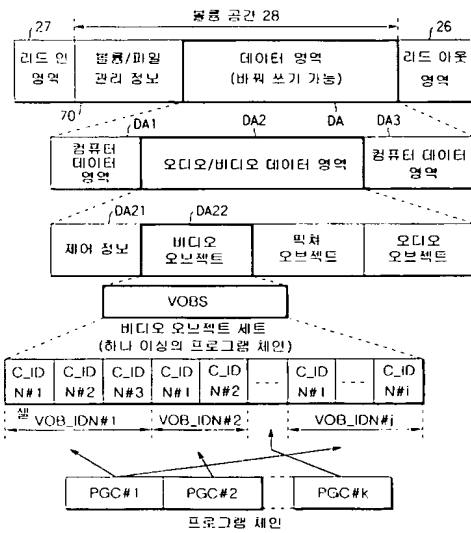 볼륨 공간 28
27
26
리드 인
영역
볼륨/파일
관리 정보
데이터 영역
(바꿔 쓰기 가능)
리드 아웃
영역
70
DA1
DA2
DA
DA3
컴퓨터
데이터
영역
오디오/비디오 데이터 영역
컴퓨터 데이터
영역
DA21
DA22
제어 정보
비디오
오브젝트
픽쳐
오브젝트
오디오
오브젝트
VOBS
비디오 오브젝트 세트
(하나 이상의 프로그램 체인)
C_ID
N#1
C_ID
N#2
C_ID
N#3
C_ID
N#1
C_ID
N#2
C_ID
N#1
C_ID
N#i
셀
VOB_IDN#1
VOB_IDN#2
VOB_IDN#j
PGC#1
PGC#2
PGC#k
프로그램 체인